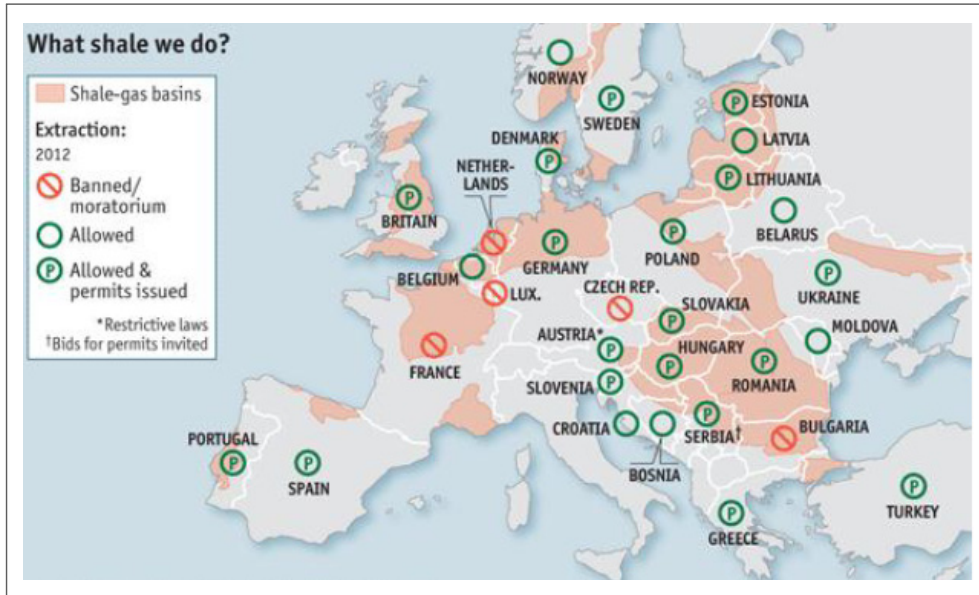 What shale we do?
Shale-gas basins
Extraction:
2012
Banned/
moratorium
Allowed
P Allowed &
permits issued
*Restrictive laws
†Bids for permits invited
NORWAY
P
SWEDEN
P ESTONIA
LATVIA
P LITHUANIA
DENMARK
P
NETHER-
LANDS
P
BRITAIN
BELARUS
P
GERMANY
P
POLAND
BELGIUM
LUX.
CZECH REP.
P
UKRAINE
SLOVAKIA
P
MOLDOVA
AUSTRIA*
P
HUNGARY
P
FRANCE
P
ROMANIA
SLOVENIA P
CROATIA
P
SERBIA†
BULGARIA
BOSNIA
PORTUGAL
P
P
SPAIN
P
GREECE
P
TURKEY